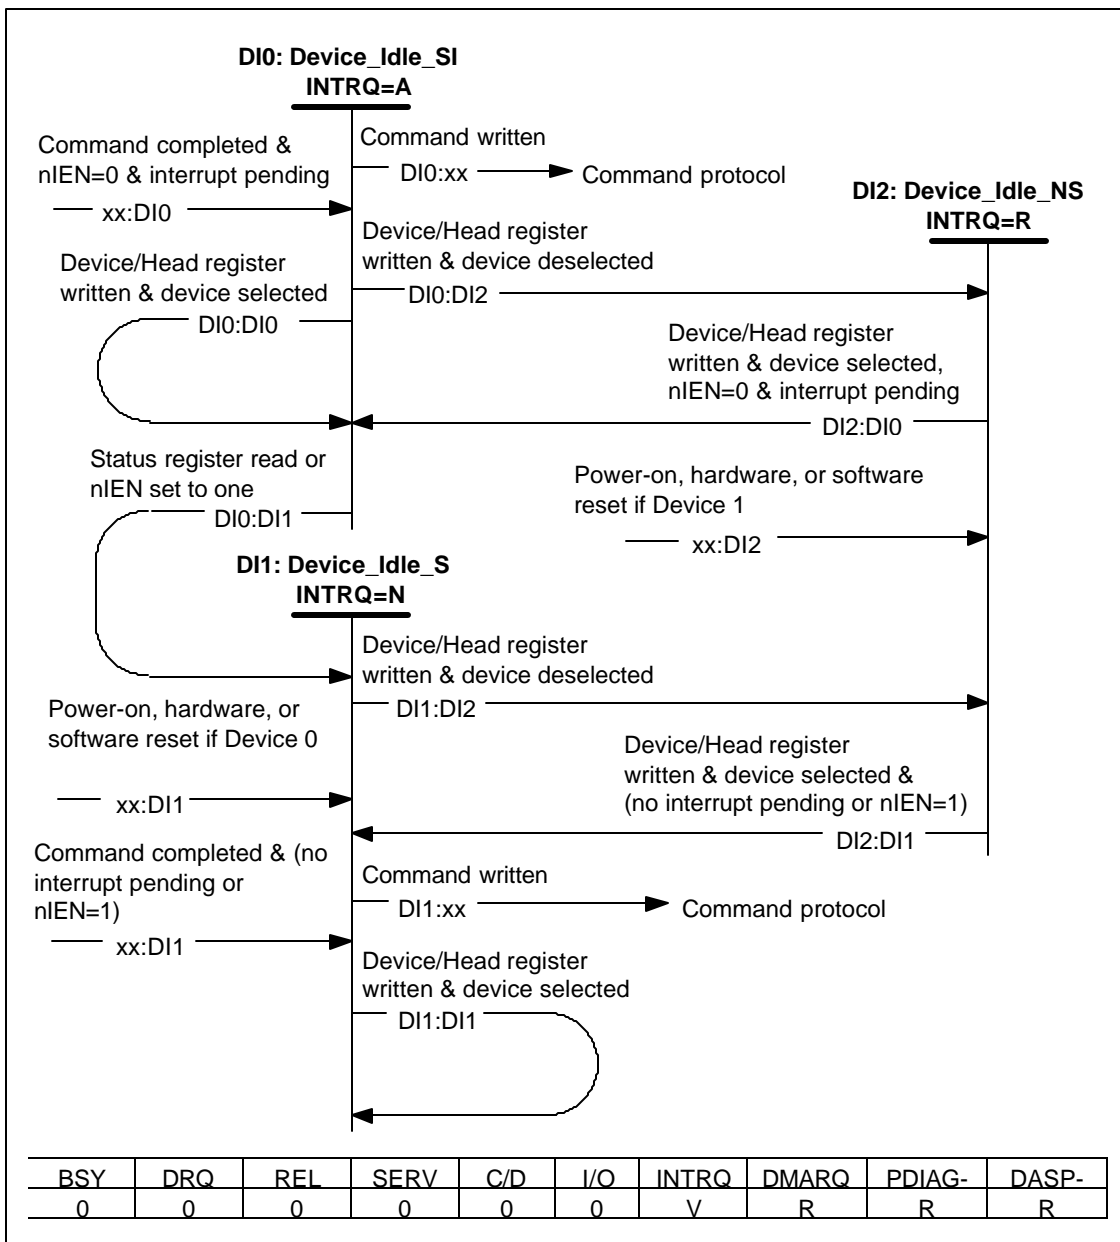 DI0: Device_Idle_SI
INTRQ=A
Command completed &
nIEN=0 & interrupt pending
xx:DI0
Command written
DI0:xx
Command protocol
DI2: Device_Idle_NS
INTRQ=R
Device/Head register
written & device deselected
DI0:DI2
Device/Head register
written & device selected
DI0:DI0
Device/Head register
written & device selected,
nIEN=0 & interrupt pending
DI2:DI0
Status register read or
nIEN set to one
DI0:DI1
Power-on, hardware, or software
reset if Device 1
xx:DI2
DI1: Device_Idle_S
INTRQ=N
Device/Head register
written & device deselected
DI1:DI2
Power-on, hardware, or
software reset if Device 0
xx:DI1
Device/Head register
written & device selected &
(no interrupt pending or nIEN=1)
DI2:DI1
Command completed & (no
interrupt pending or
nIEN=1)
xx:DI1
Command written
DI1:xx
Command protocol
Device/Head register
written & device selected
DI1:DI1
BSY DRQ REL SERV C/D I/O INTRQ DMARQ PDIAG- DASP-
0 0 0 0 0 0 V R R R